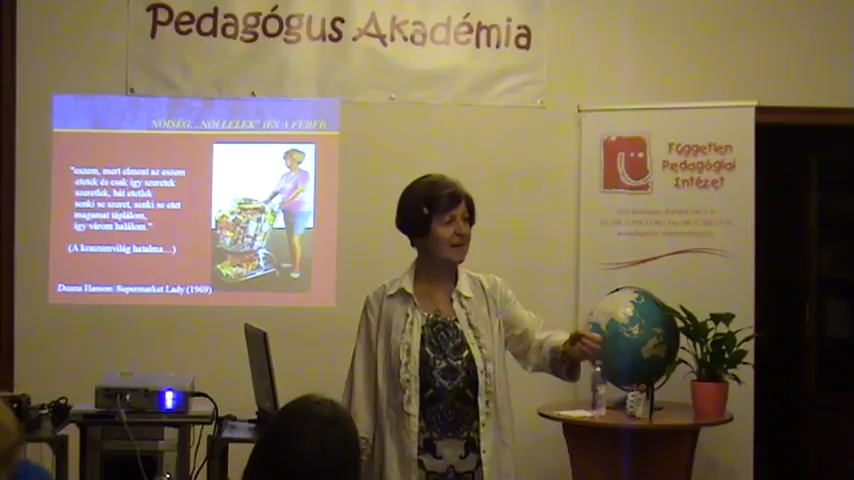 Pedagógus Akadémia
NŐISÉG, „NŐI LÉLEK” (ÉS A FÉRFI)
"eszem, mert elment az eszem
etetek és csak így szeretek
szeretlek, hát etetlek
senki se szeret, senki se etet
magamat táplálom,
így várom halálom."
(A konzumvilág hatalma…)
Duane Hanson: Supermarket Lady (1969)
Független
Pedagógiai
Intézet